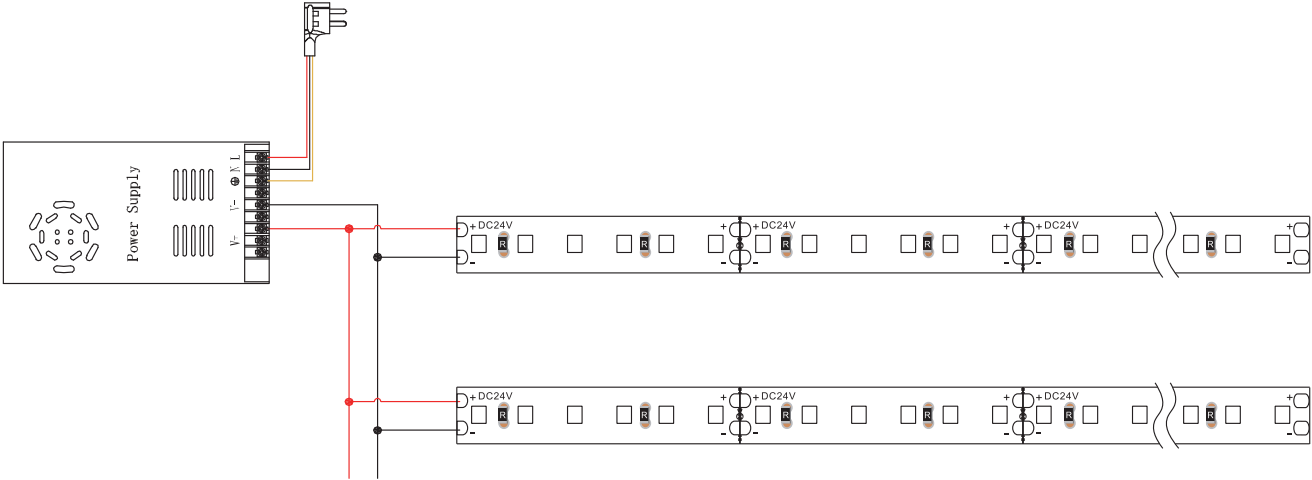 Power Supply
L
N
V-
V-
+ DC24V
-
R
R
+
-
+ DC24V
-
R
R
+
-
+ DC24V
-
R
R
+
-
+ DC24V
-
R
R
+
-
+ DC24V
-
R
R
+
-
+ DC24V
-
R
R
+
-